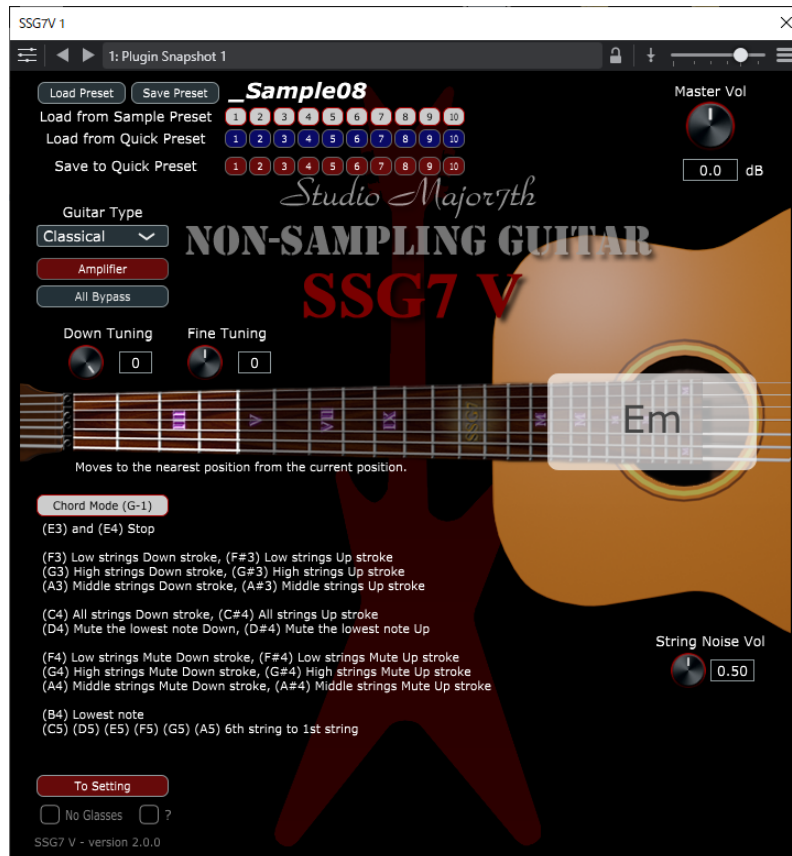 SSG7V 1
1: Plugin Snapshot 1
Load Preset Save Preset _Sample08
Master Vol
Load from Sample Preset 1 2 3 4 5 6 7 8 9 10
Load from Quick Preset 1 2 3 4 5 6 7 8 9 10
Save to Quick Preset 1 2 3 4 5 6 7 8 9 10
0.0 dB
Studio Major7th
Guitar Type
Classical
NON-SAMPLING GUITAR
Amplifier
SSG7 V
All Bypass
Down Tuning 0 Fine Tuning 0
III V VII IX SSG7 M M M M
Em
Moves to the nearest position from the current position.
Chord Mode (G-1)
(E3) and (E4) Stop
(F3) Low strings Down stroke, (F#3) Low strings Up stroke
(G3) High strings Down stroke, (G#3) High strings Up stroke
(A3) Middle strings Down stroke, (A#3) Middle strings Up stroke
(C4) All strings Down stroke, (C#4) All strings Up stroke
(D4) Mute the lowest note Down, (D#4) Mute the lowest note Up
(F4) Low strings Mute Down stroke, (F#4) Low strings Mute Up stroke
(G4) High strings Mute Down stroke, (G#4) High strings Mute Up stroke
(A4) Middle strings Mute Down stroke, (A#4) Middle strings Mute Up stroke
(B4) Lowest note
(C5) (D5) (E5) (F5) (G5) (A5) 6th string to 1st string
String Noise Vol
0.50
To Setting
No Glasses ?
SSG7 V - version 2.0.0